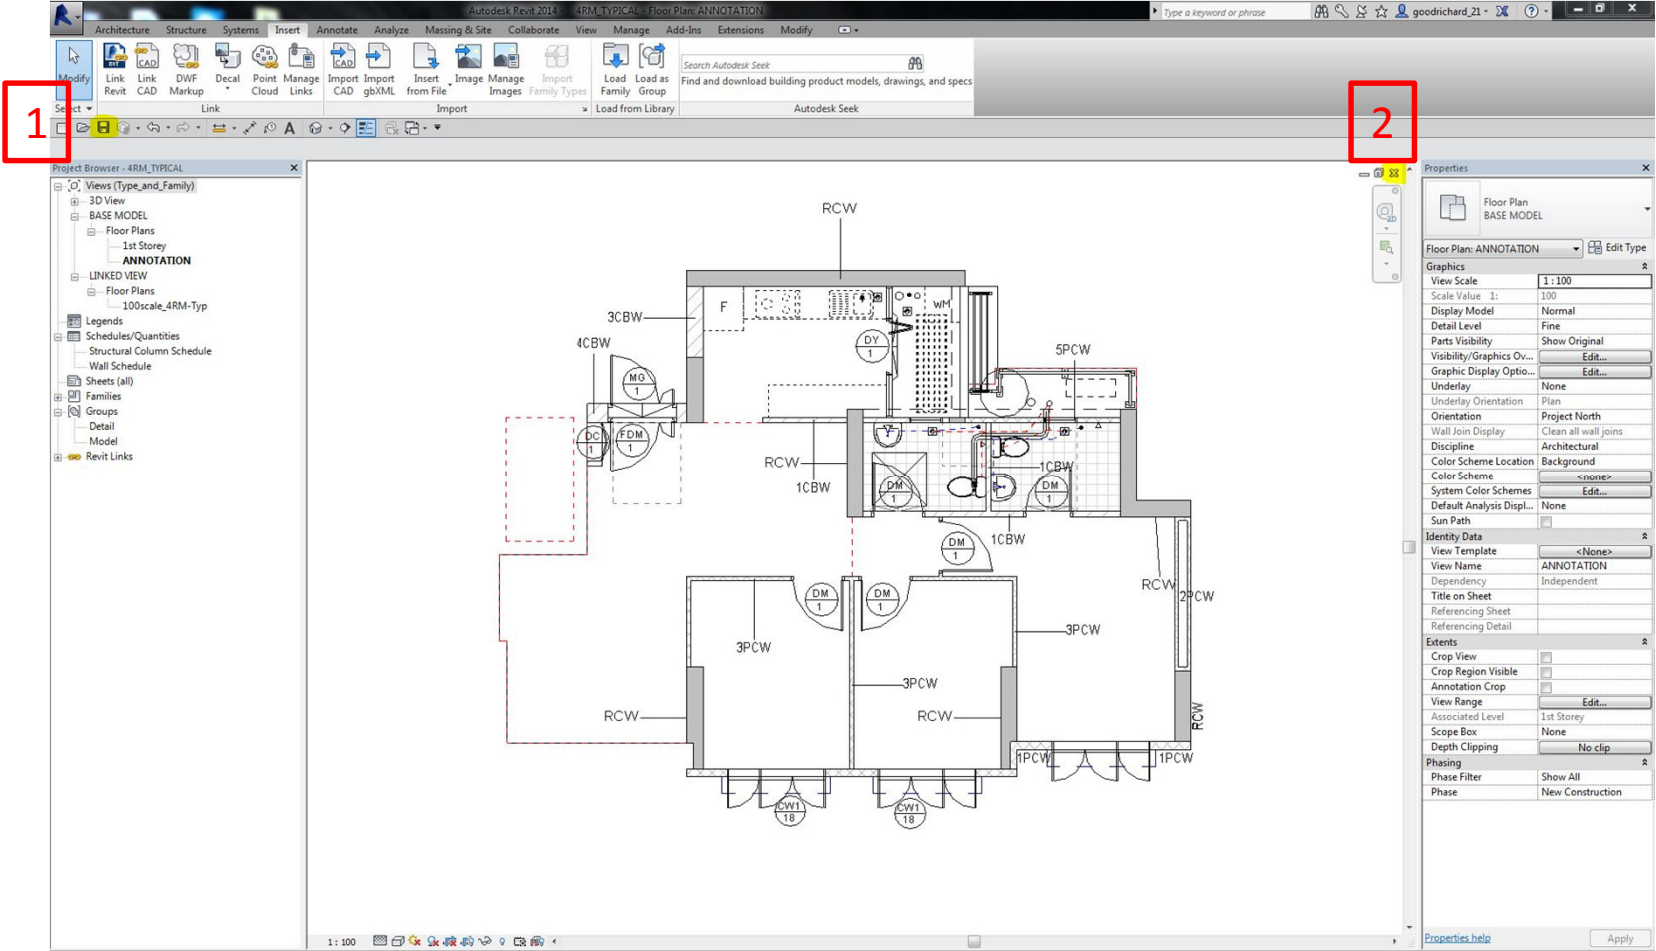 Autodesk Revit 2014 - 4RM_TYPICAL - Floor Plan: ANNOTATION
Type a keyword or phrase
goodrichard_21
Architecture Structure Systems Insert Annotate Analyze Massing & Site Collaborate View Manage Add-Ins Extensions Modify
Modify
Link Revit
Link CAD
DWF Markup
Decal
Point Cloud
Manage Links
Import CAD
Import gbXML
Insert from File
Image
Manage Images
Import Family Types
Load Family
Load as Group
Search Autodesk Seek
Find and download building product models, drawings, and specs
Select
Link
Import
Load from Library
Autodesk Seek
1
2
Project Browser - 4RM_TYPICAL
Views (Type_and_Family)
3D View
BASE MODEL
Floor Plans
1st Storey
ANNOTATION
LINKED VIEW
Floor Plans
100scale_4RM-Typ
Legends
Schedules/Quantities
Structural Column Schedule
Wall Schedule
Sheets (all)
Families
Groups
Detail
Model
Revit Links
RCW
3CBW
F
WM
4CBW
DY
1
5PCW
MG
1
DC
1
FDM
1
RCW
1CBW
1CBW
DM
1
DM
1
DM
1
1CBW
RCW
2PCW
DM
1
DM
1
3PCW
3PCW
3PCW
RCW
RCW
RCW
1PCW
1PCW
CW1
18
CW1
18
2D
1 : 100
Properties
Floor Plan
BASE MODEL
Floor Plan: ANNOTATION Edit Type
Graphics
View Scale 1 : 100
Scale Value 1: 100
Display Model Normal
Detail Level Fine
Parts Visibility Show Original
Visibility/Graphics Ov... Edit...
Graphic Display Optio... Edit...
Underlay None
Underlay Orientation Plan
Orientation Project North
Wall Join Display Clean all wall joins
Discipline Architectural
Color Scheme Location Background
Color Scheme <none>
System Color Schemes Edit...
Default Analysis Displ... None
Sun Path
Identity Data
View Template <None>
View Name ANNOTATION
Dependency Independent
Title on Sheet
Referencing Sheet
Referencing Detail
Extents
Crop View
Crop Region Visible
Annotation Crop
View Range Edit...
Associated Level 1st Storey
Scope Box None
Depth Clipping No clip
Phasing
Phase Filter Show All
Phase New Construction
Properties help Apply